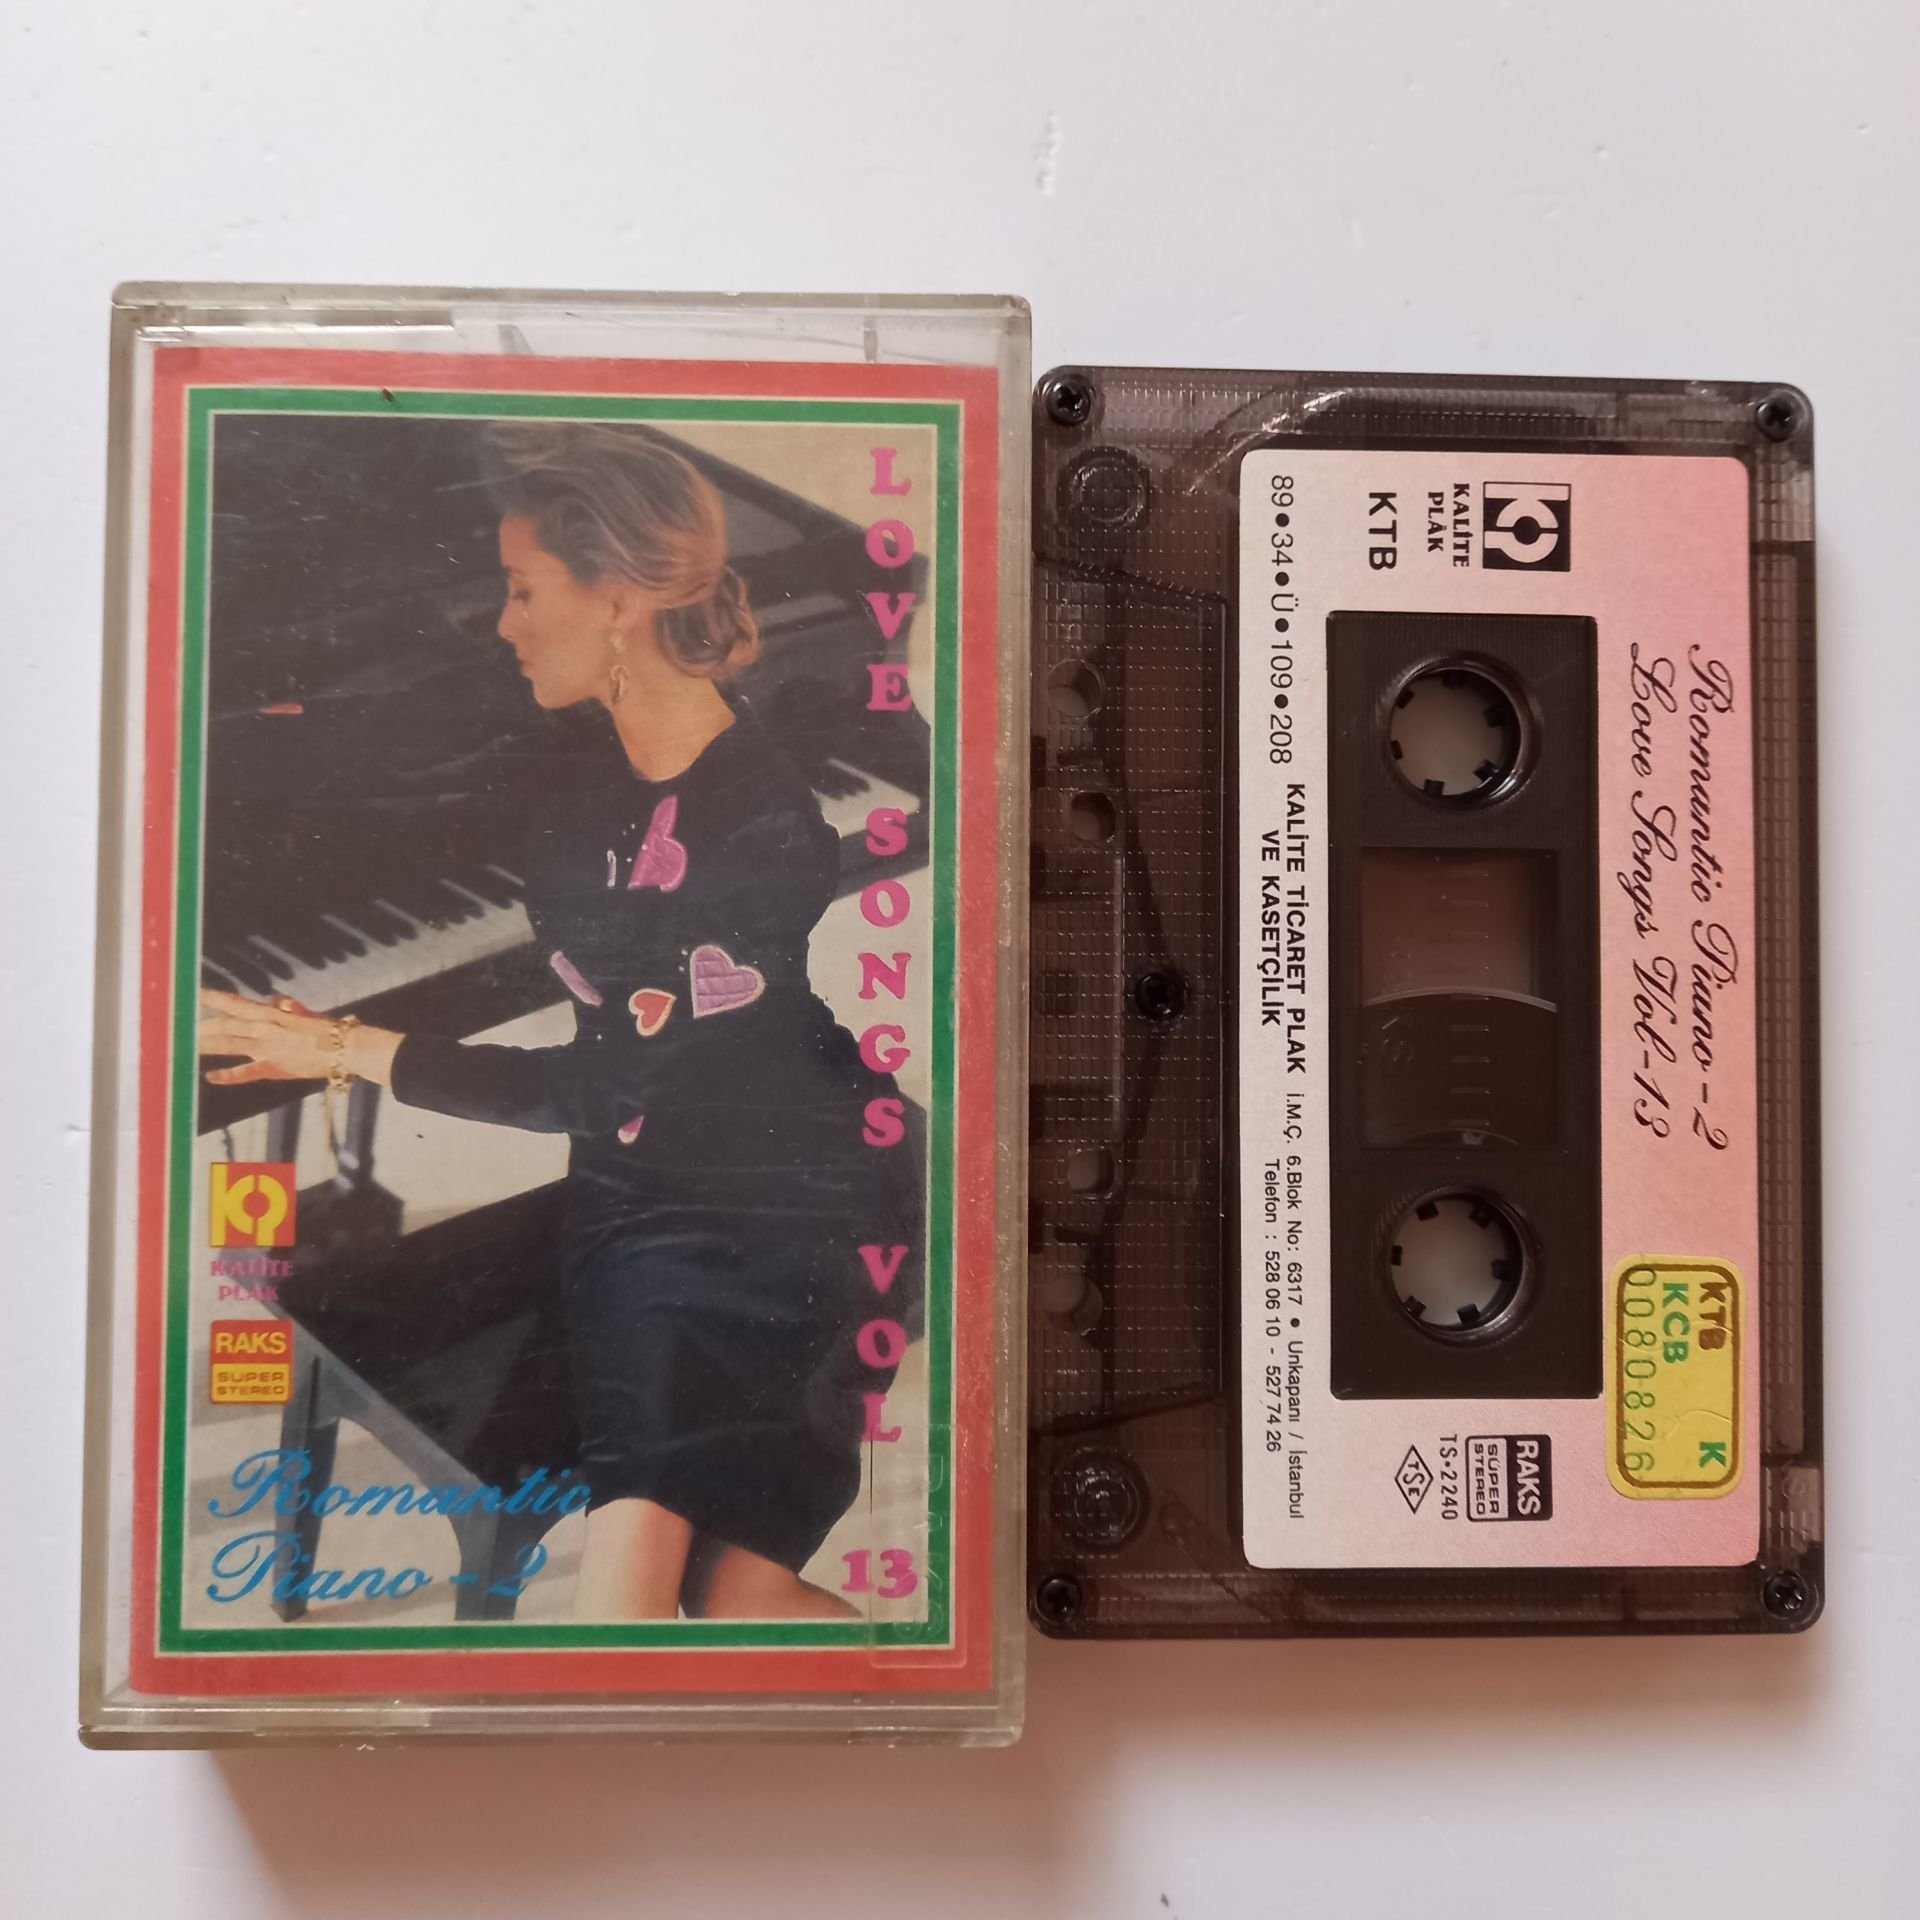 LOVE SONGS VOL 13
KALİTE
PLAK
RAKS
SÜPER
STEREO
Romantic
Piano - 2
RAKS
Romantic Piano - 2
Love Songs Vol - 13
KALİTE
PLÂK
KTB
KTB K
KCB
0080826
RAKS
SÜPER
STEREO
TS•2240
TSE
89•34•Ü•109•208
KALİTE TİCARET PLAK
VE KASETÇİLİK
İ.M.Ç. 6.Blok No: 6317 • Unkapanı / İstanbul
Telefon : 528 06 10 - 527 74 26